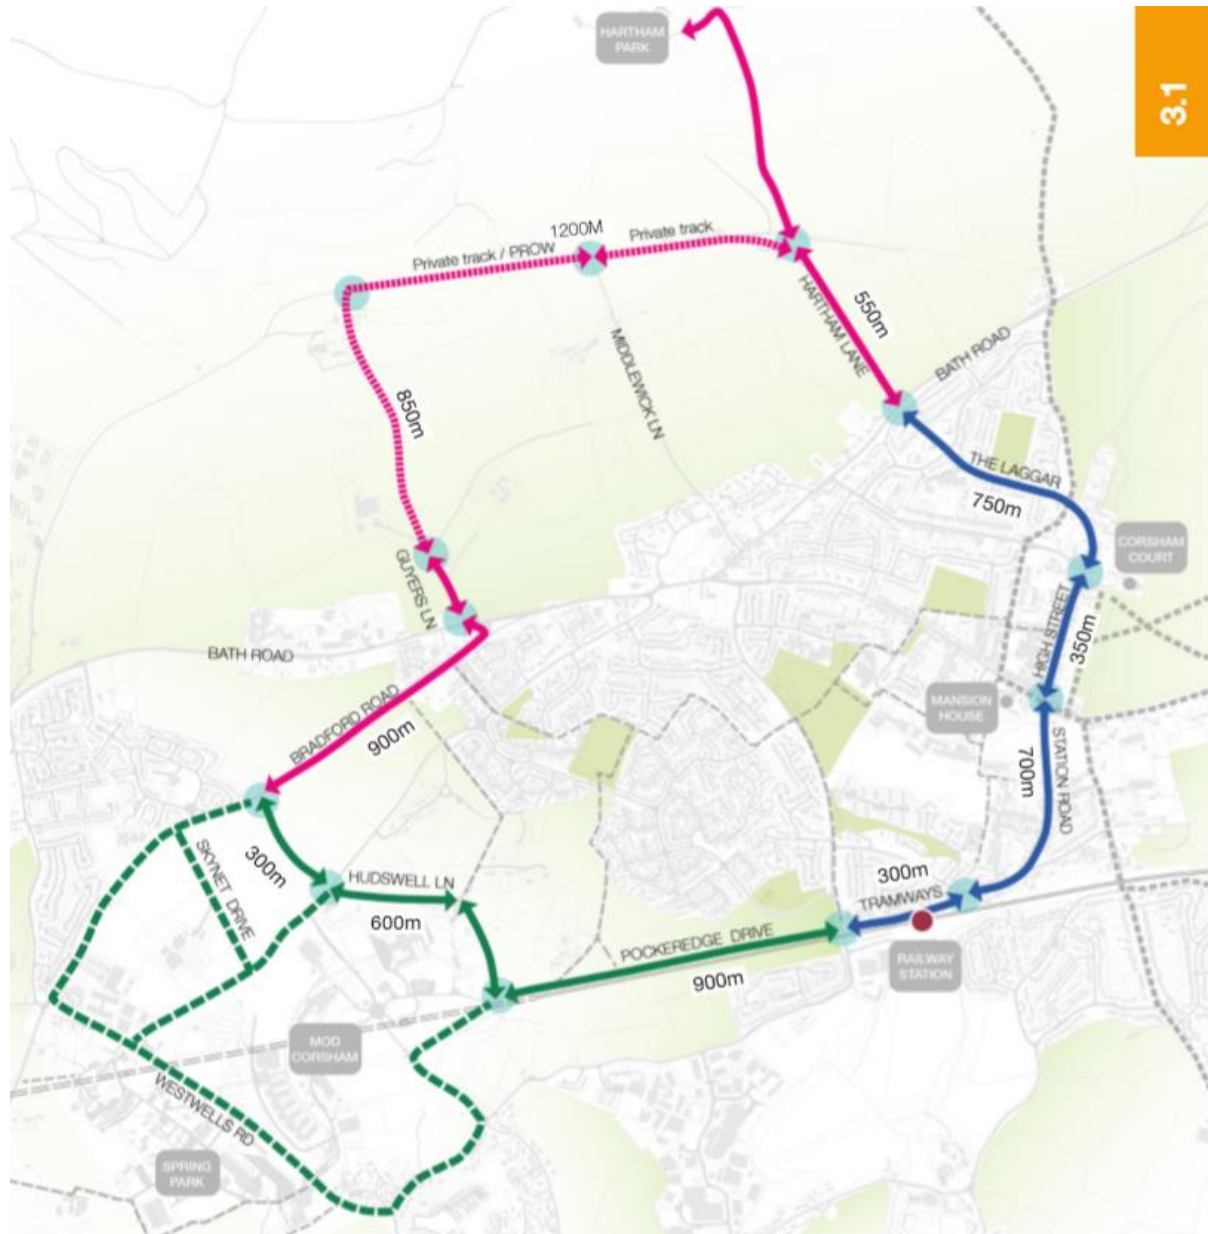 HARTHAM
PARK
3.1
1200M
Private track / PROW
Private track
HARTHAM LANE
550m
BATH ROAD
MIDDLEWICK LN
850m
THE LAGGAR
750m
CORSHAM
COURT
GUYERS LN
HIGH STREET
350m
BATH ROAD
MANSION
HOUSE
BRADFORD ROAD
900m
STATION ROAD
700m
SKYNET DRIVE
300m
HUDSWELL LN
600m
300m
TRAMWAYS
POCKEREDGE DRIVE
900m
RAILWAY
STATION
MOD
CORSHAM
WESTWELLS RD
SPRING
PARK